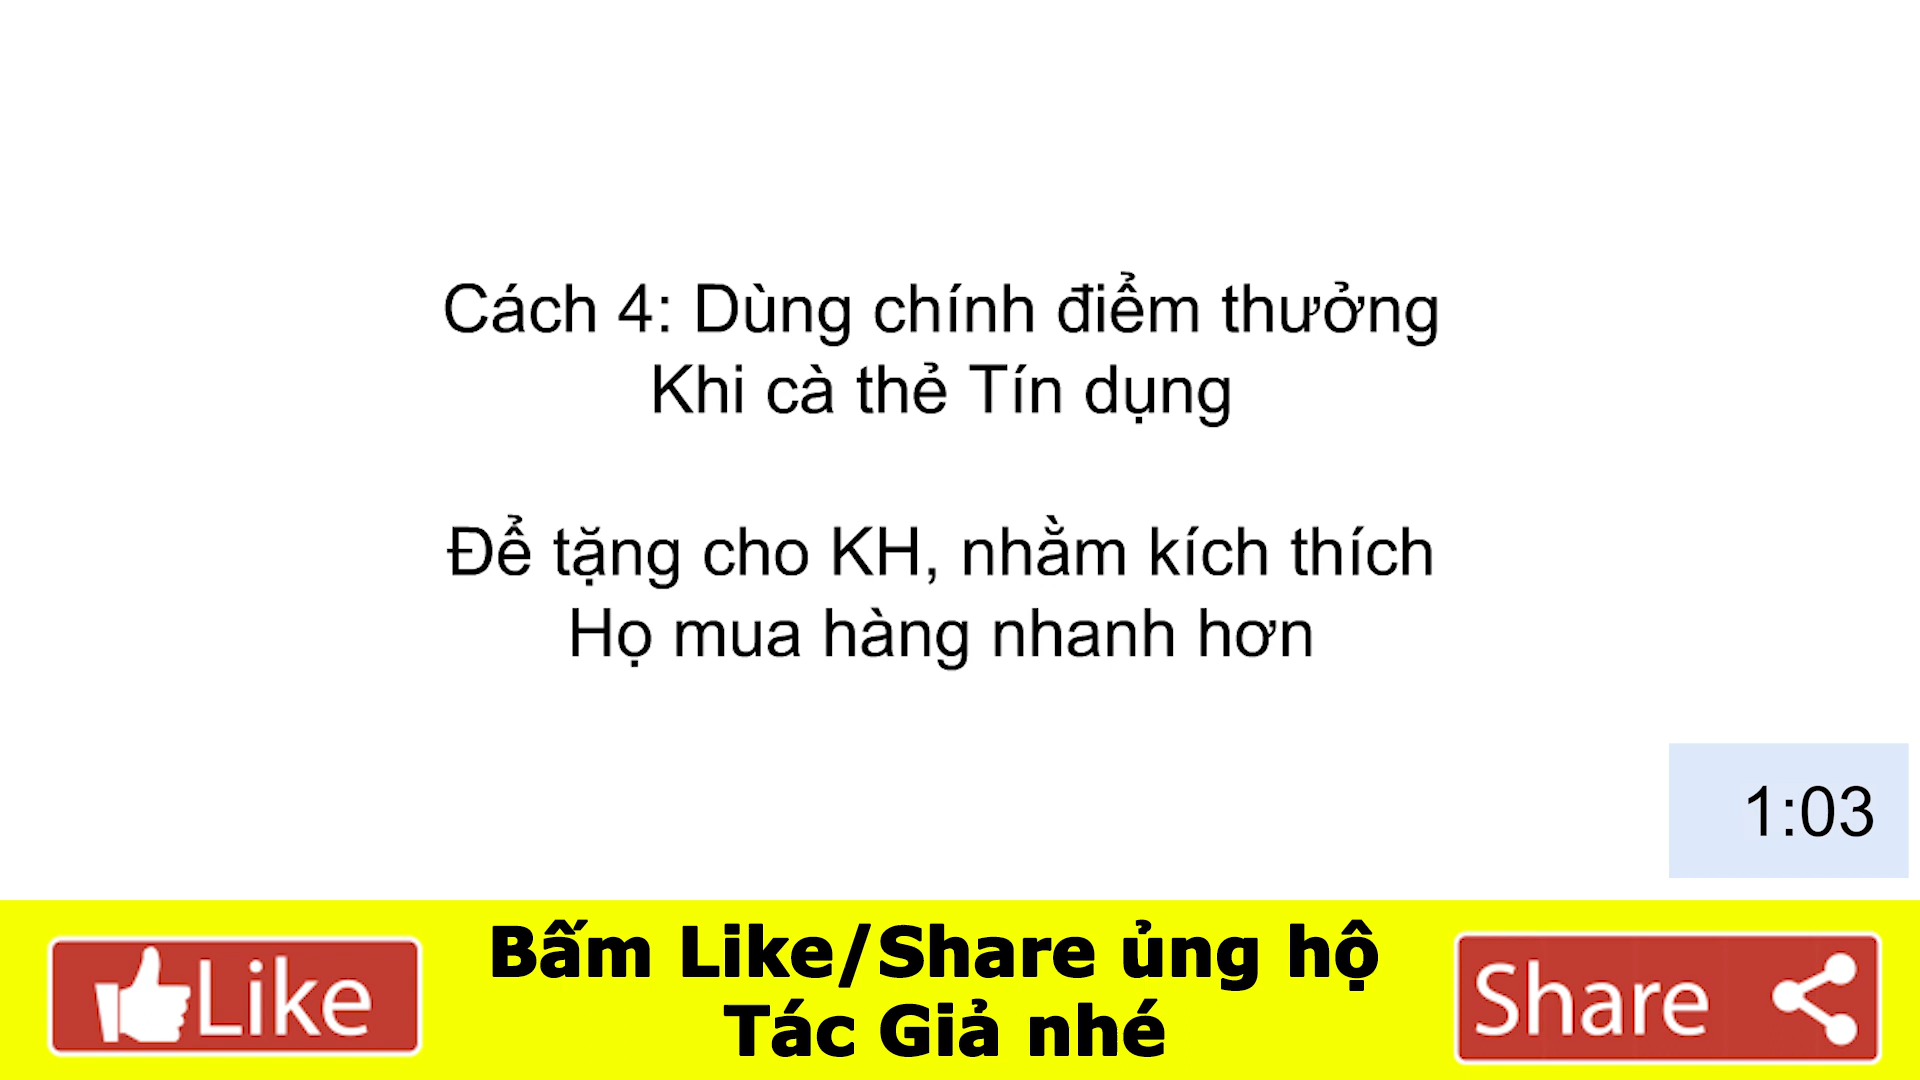 Cách 4: Dùng chính điểm thưởng
Khi cà thẻ Tín dụng
Để tặng cho KH, nhằm kích thích
Họ mua hàng nhanh hơn
1:03
Like
Bấm Like/Share ủng hộ
Tác Giả nhé
Share